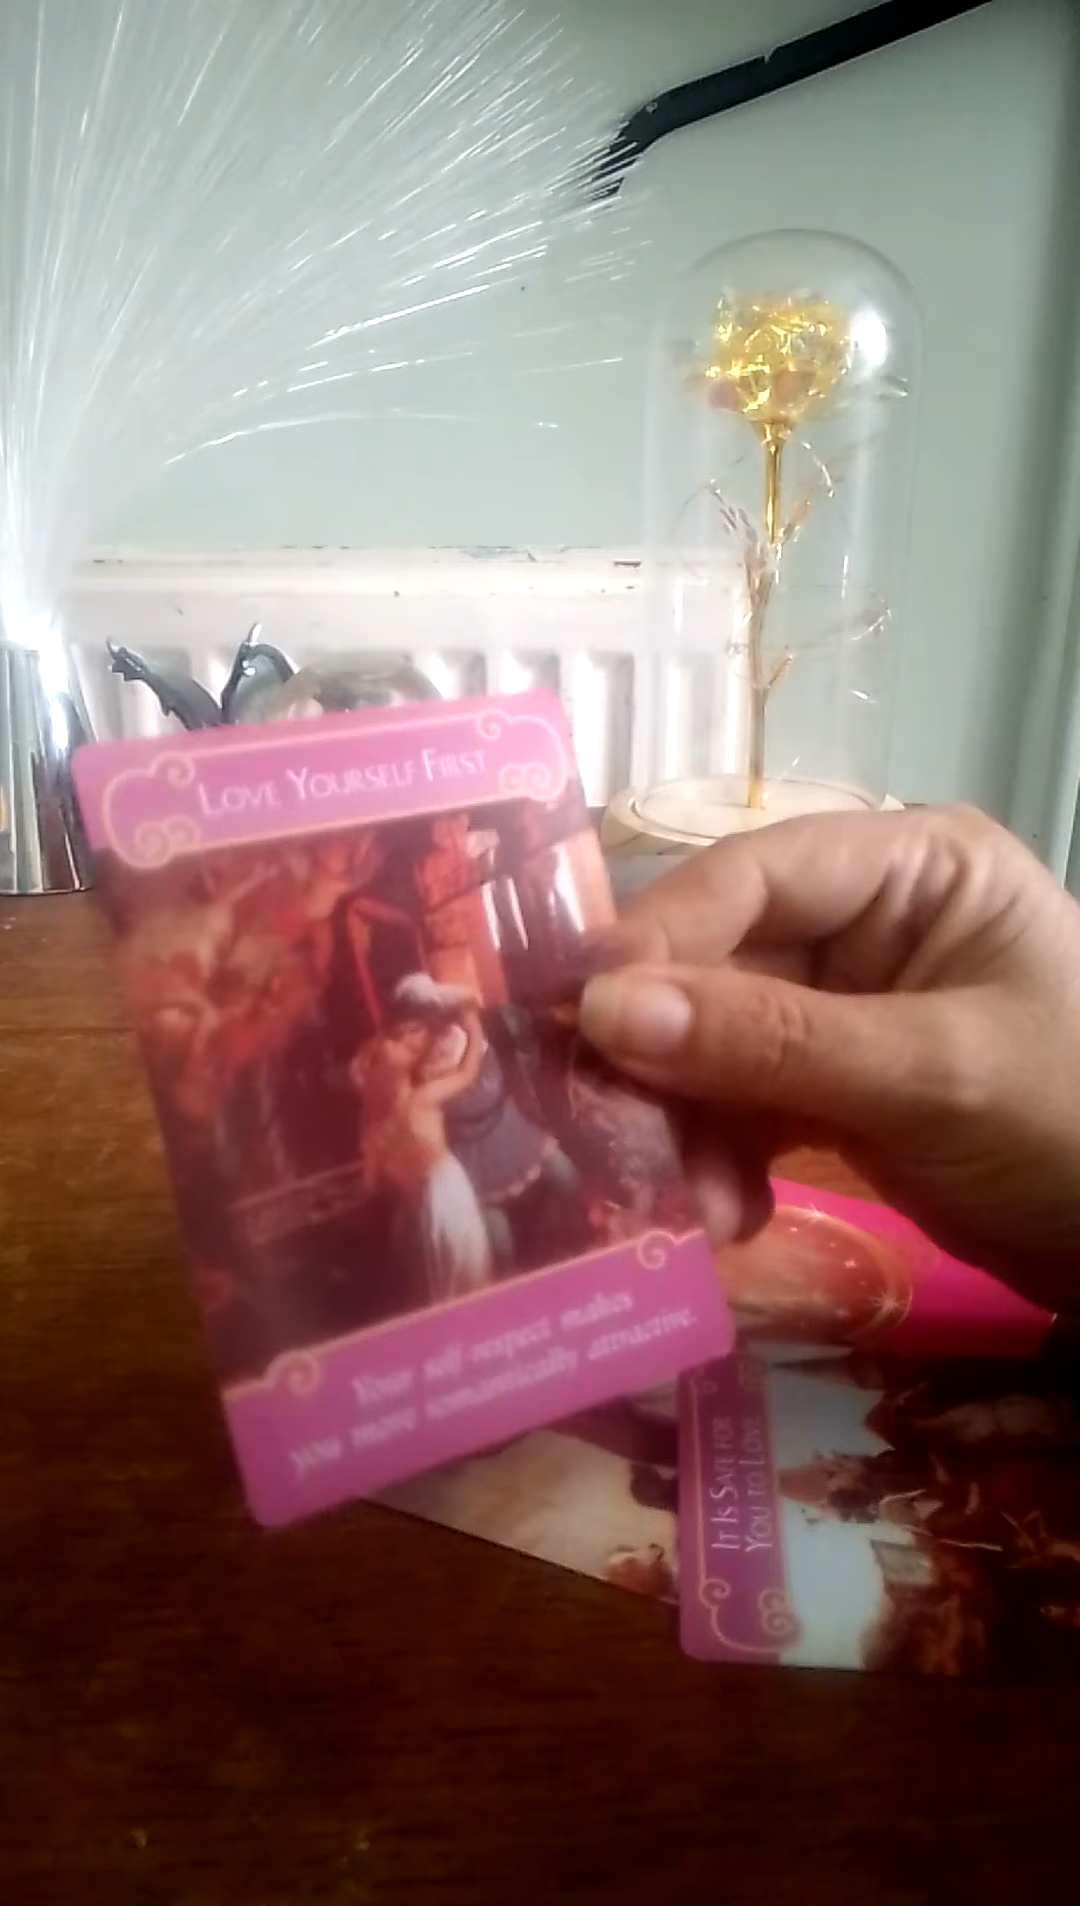 LOVE YOURSELF FIRST
Your self-respect makes
you more romantically attractive.
IT IS SAFE FOR
YOU TO LOVE